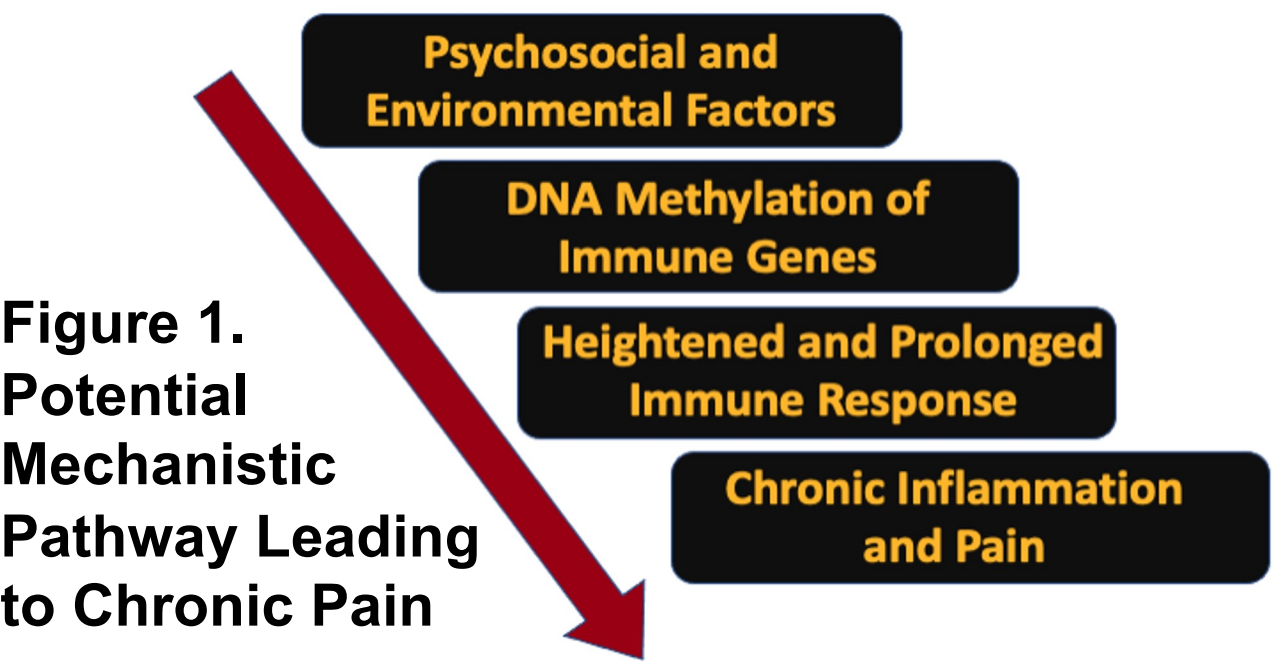 Psychosocial and
Environmental Factors
DNA Methylation of
Immune Genes
Heightened and Prolonged
Immune Response
Chronic Inflammation
and Pain
Figure 1.
Potential
Mechanistic
Pathway Leading
to Chronic Pain